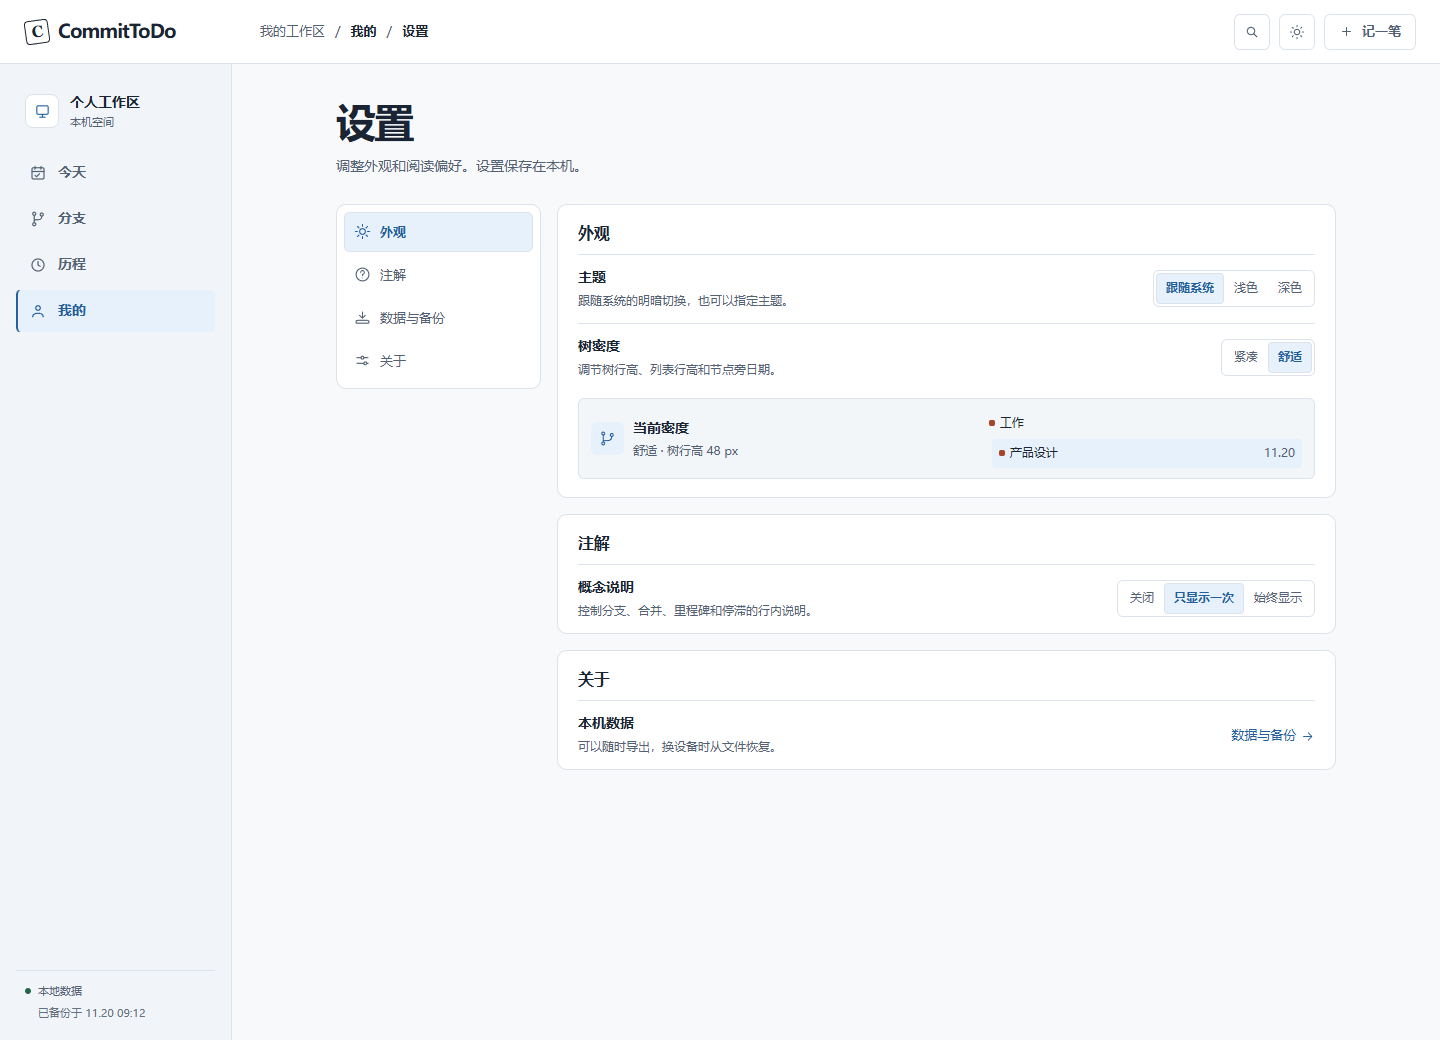 C CommitToDo
我的工作区 / 我的 / 设置
记一笔
个人工作区
本机空间
今天
分支
历程
我的
本地数据
已备份于 11.20 09:12
设置
调整外观和阅读偏好。设置保存在本机。
外观
注解
数据与备份
关于
外观
主题
跟随系统的明暗切换，也可以指定主题。
跟随系统 浅色 深色
树密度
调节树行高、列表行高和节点旁日期。
紧凑 舒适
当前密度
舒适 · 树行高 48 px
工作
产品设计 11.20
注解
概念说明
控制分支、合并、里程碑和停滞的行内说明。
关闭 只显示一次 始终显示
关于
本机数据
可以随时导出，换设备时从文件恢复。
数据与备份 →